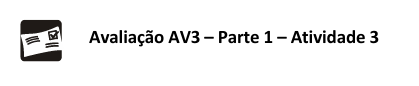 Avaliação AV3 – Parte 1 – Atividade 3